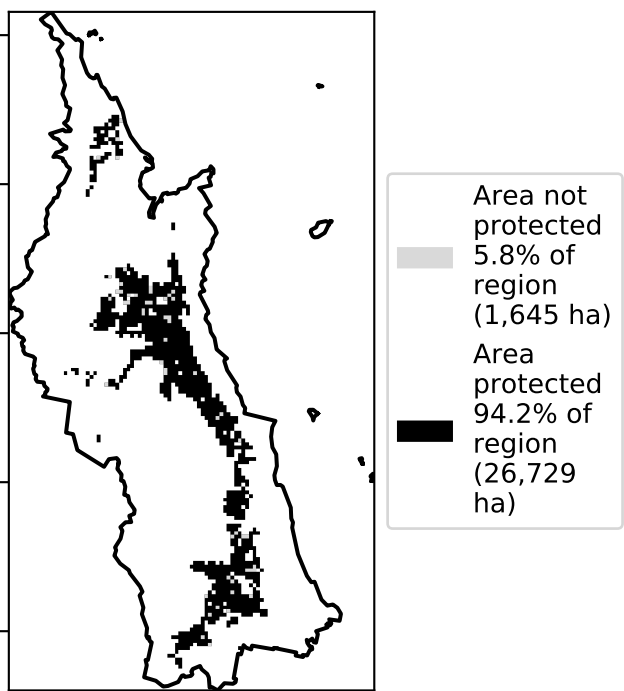 Area not
protected
5.8% of
region
(1,645 ha)
Area
protected
94.2% of
region
(26,729
ha)